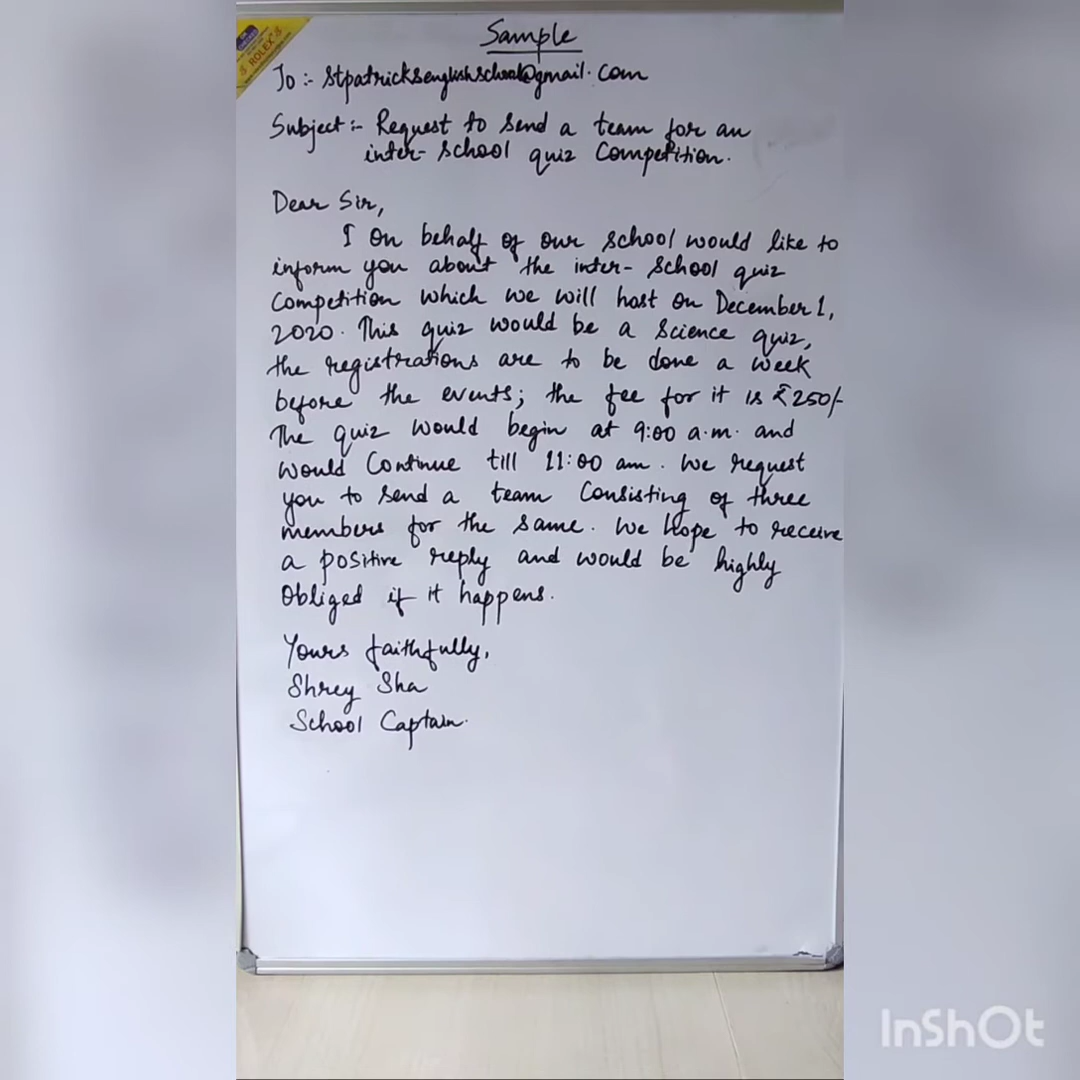 ROLEX
Sample
To :- stpatricksenglishschool@gmail.com
Subject :- Request to send a team for an
inter-school quiz Competition.
Dear Sir,
I on behalf of our school would like to
inform you about the inter-school quiz
Competition which we will host on December 1,
2020. This quiz would be a science quiz,
the registrations are to be done a week
before the events; the fee for it is ₹250/-
The quiz would begin at 9:00 a.m. and
would Continue till 11:00 am. We request
you to send a team Consisting of three
members for the same. We hope to receive
a positive reply and would be highly
obliged if it happens.
Yours faithfully,
Shrey Sha
School Captain.
InShOt